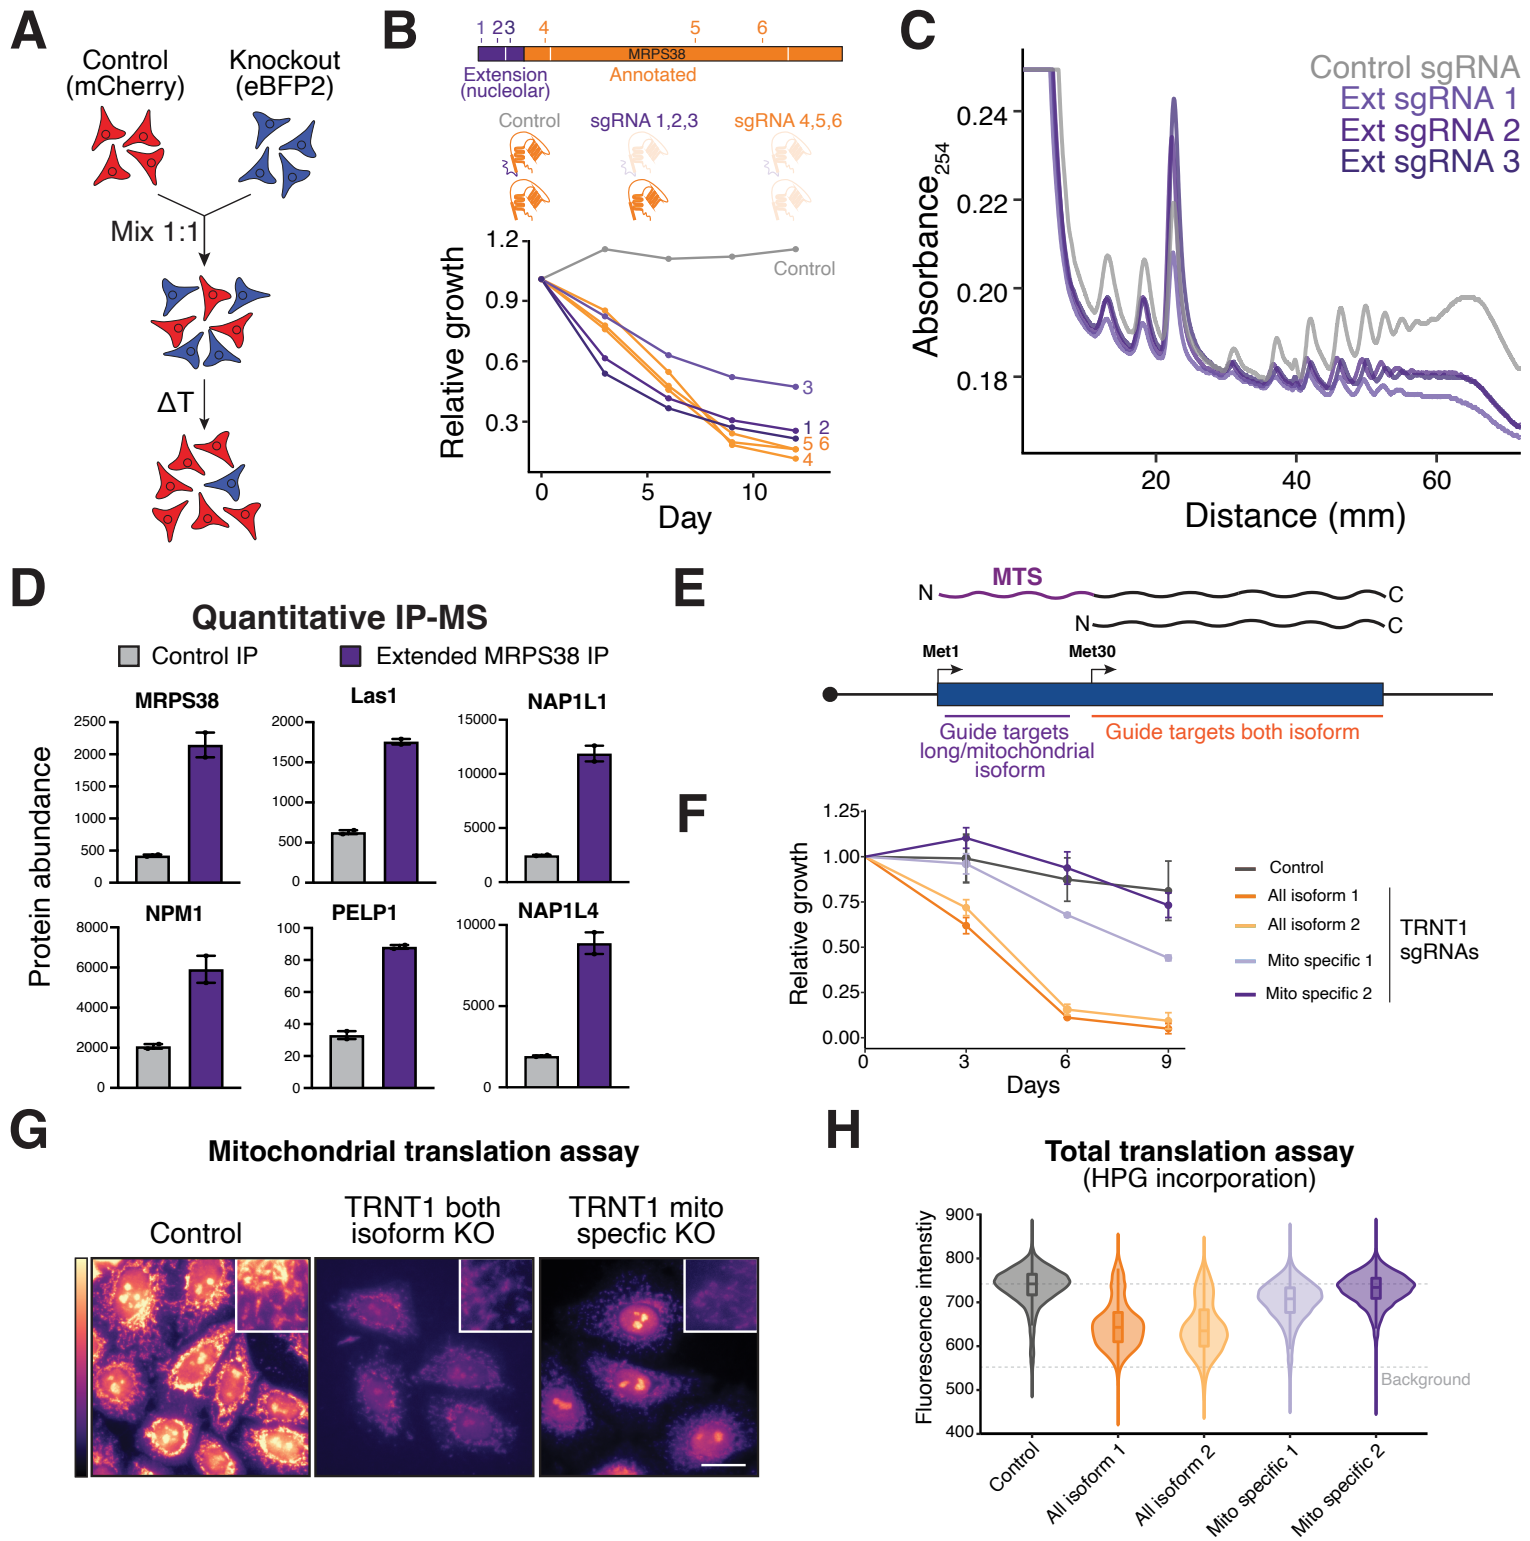 A
Control
(mCherry)
Knockout
(eBFP2)
Mix 1:1
ΔT
B
1 2 3 4 5 6
MRPS38
Extension
(nucleolar)
Annotated
Control
sgRNA 1,2,3
sgRNA 4,5,6
Relative growth
1.2
0.9
0.6
0.3
Control
3
1 2
5 6
4
0 5 10
Day
C
Control sgRNA
Ext sgRNA 1
Ext sgRNA 2
Ext sgRNA 3
Absorbance254
0.24
0.22
0.20
0.18
20 40 60
Distance (mm)
D
Quantitative IP-MS
Control IP
Extended MRPS38 IP
Protein abundance
MRPS38
2500
2000
1500
1000
500
0
Las1
2000
1500
1000
500
0
NAP1L1
15000
10000
5000
0
NPM1
8000
6000
4000
2000
0
PELP1
100
80
60
40
20
0
NAP1L4
10000
5000
0
E
MTS
N C
N C
Met1
Met30
Guide targets
long/mitochondrial
isoform
Guide targets both isoform
F
Relative growth
1.25
1.00
0.75
0.50
0.25
0.00
0 3 6 9
Days
Control
All isoform 1
All isoform 2
Mito specific 1
Mito specific 2
TRNT1
sgRNAs
G
Mitochondrial translation assay
Control
TRNT1 both
isoform KO
TRNT1 mito
specfic KO
H
Total translation assay
(HPG incorporation)
Fluorescence intenstiy
900
800
700
600
500
400
Background
Control
All isoform 1
All isoform 2
Mito specific 1
Mito specific 2